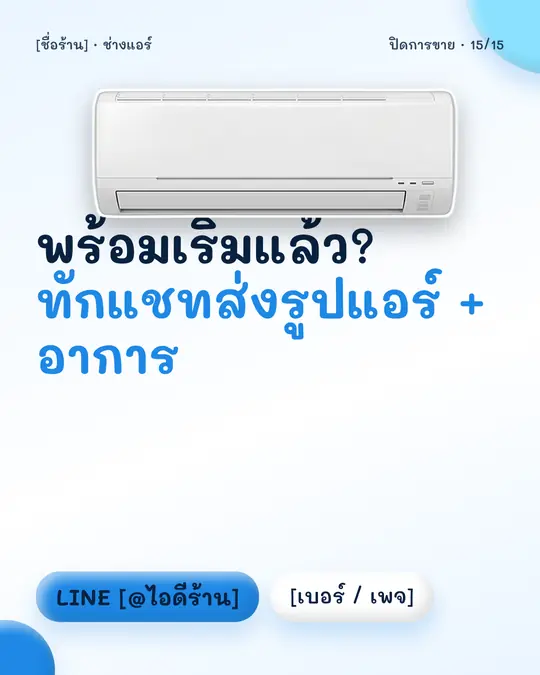 [ชื่อร้าน] · ช่างแอร์
ปิดการขาย · 15/15
พร้อมเริ่มแล้ว?
ทักแชทส่งรูปแอร์ +
อาการ
LINE [@ไอดีร้าน]
[เบอร์ / เพจ]